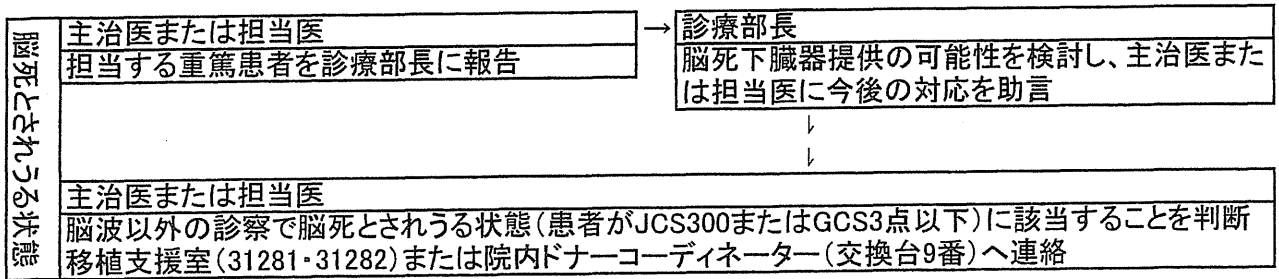 脳死とされうる状態
主治医または担当医
担当する重篤患者を診療部長に報告
→
診療部長
脳死下臓器提供の可能性を検討し、主治医また
は担当医に今後の対応を助言
主治医または担当医
脳波以外の診察で脳死とされうる状態(患者がJCS300またはGCS3点以下)に該当することを判断
移植支援室(31281・31282)または院内ドナーコーディネーター(交換台9番)へ連絡